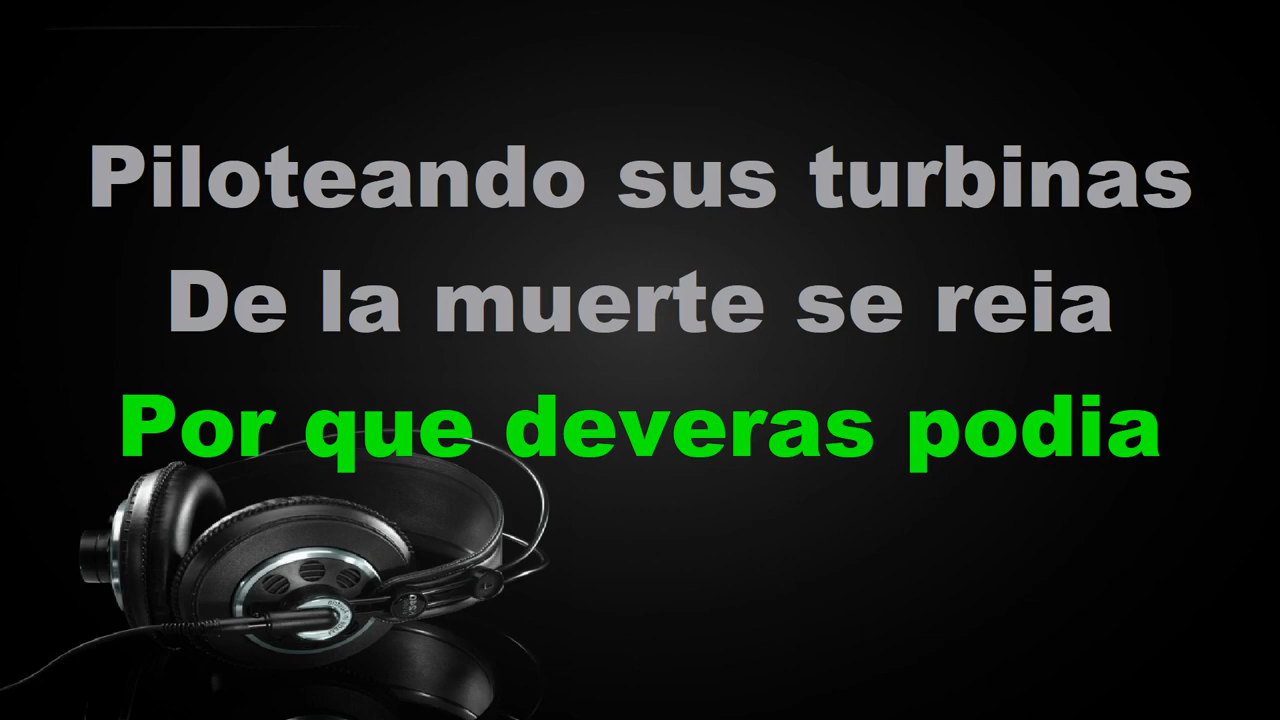 Piloteando sus turbinas
De la muerte se reia
Por que deveras podia